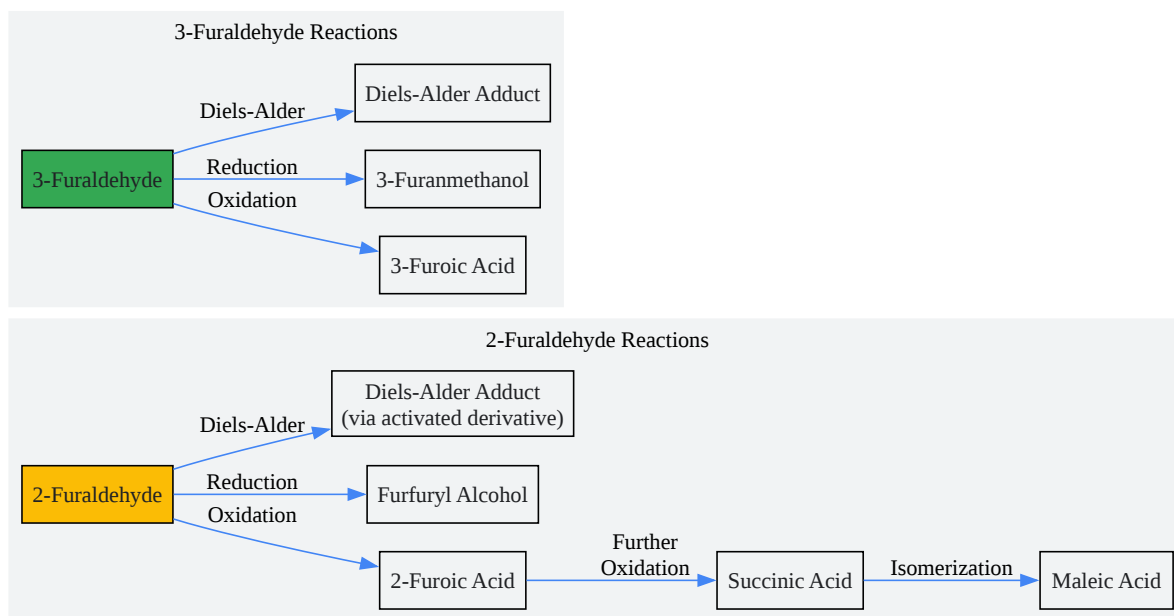 3-Furaldehyde Reactions
Diels-Alder Adduct
Diels-Alder
3-Furaldehyde
Reduction
3-Furanmethanol
Oxidation
3-Furoic Acid
2-Furaldehyde Reactions
Diels-Alder Adduct
(via activated derivative)
Diels-Alder
2-Furaldehyde
Reduction
Furfuryl Alcohol
Oxidation
2-Furoic Acid
Further
Oxidation
Succinic Acid
Isomerization
Maleic Acid